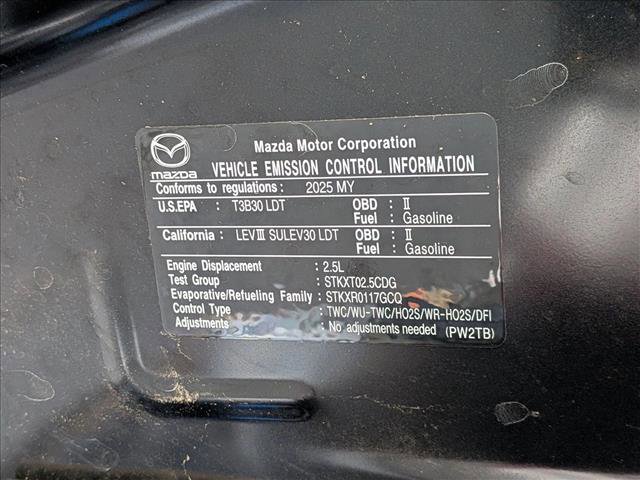 Mazda Motor Corporation
mazda VEHICLE EMISSION CONTROL INFORMATION
Conforms to regulations : 2025 MY
U.S.EPA : T3B30 LDT OBD : II
Fuel : Gasoline
California : LEVIII SULEV30 LDT OBD : II
Fuel : Gasoline
Engine Displacement : 2.5L
Test Group : STKXT02.5CDG
Evaporative/Refueling Family : STKXR0117GCQ
Control Type : TWC/WU-TWC/HO2S/WR-HO2S/DFI
Adjustments : No adjustments needed (PW2TB)